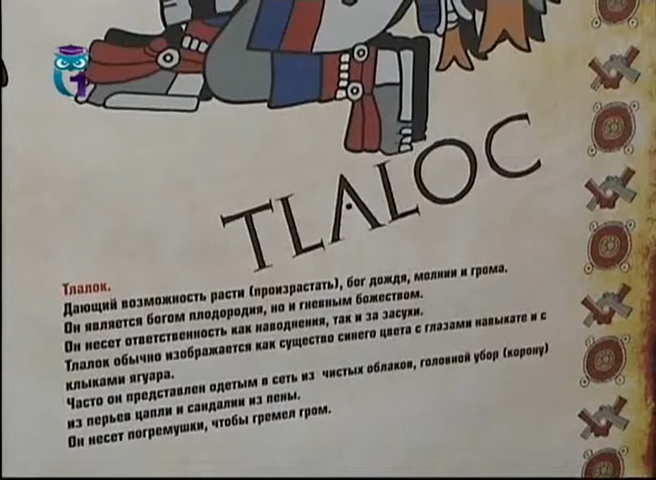 1
TLALOC
Тлалок.
Дающий возможность расти (произрастать), бог дождя, молнии и грома.
Он является богом плодородия, но и гневным божеством.
Он несет ответственность как наводнения, так и за засухи.
Тлалок обычно изображается как существо синего цвета с глазами навыкате и с
клыками ягуара.
Часто он представлен одетым в сеть из чистых облаков, головной убор (корону)
из перьев цапли и сандалии из пены.
Он несет погремушки, чтобы гремел гром.